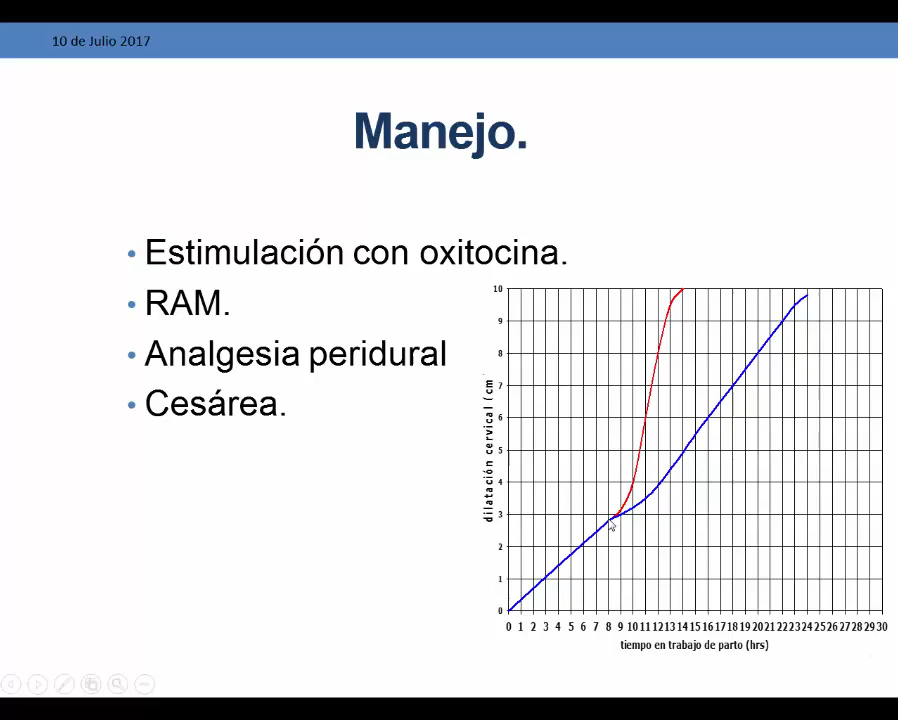 10 de Julio 2017
Manejo.
• Estimulación con oxitocina.
• RAM.
• Analgesia peridural
• Cesárea.
dilatación cervical (cm
10
9
8
7
6
5
4
3
2
1
0
0 1 2 3 4 5 6 7 8 9 10 11 12 13 14 15 16 17 18 19 20 21 22 23 24 25 26 27 28 29 30
tiempo en trabajo de parto (hrs)